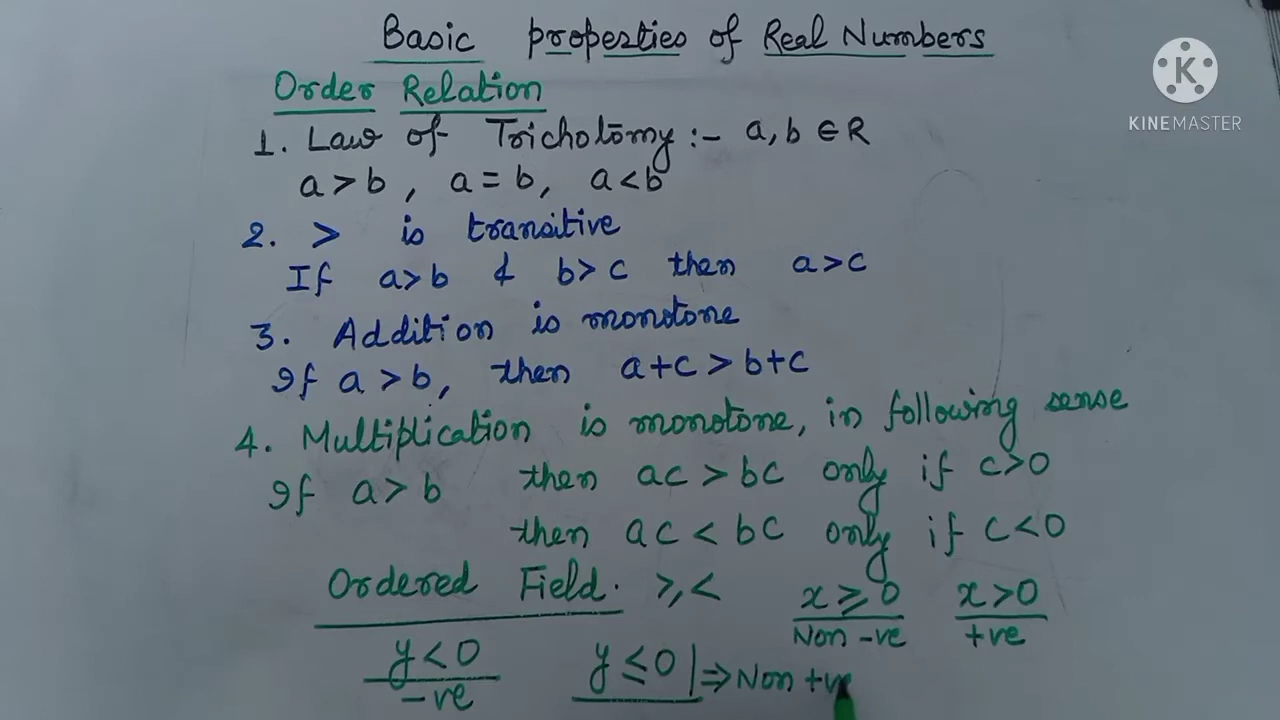 Basic properties of Real Numbers
K
KINEMASTER
Order Relation
1. Law of Tricholomy :- a, b ∈ R
a > b , a = b, a < b
2. > is transitive
If a > b & b > c then a > c
3. Addition is monotone
If a > b, then a+c > b+c
4. Multiplication is monotone, in following sense
If a > b then ac > bc only if c>0
then ac < bc only if c<0
Ordered Field. >, < x ⩾ 0 x > 0
Non -ve +ve
y < 0 y ≤ 0 | ⇒ Non +ve
-ve